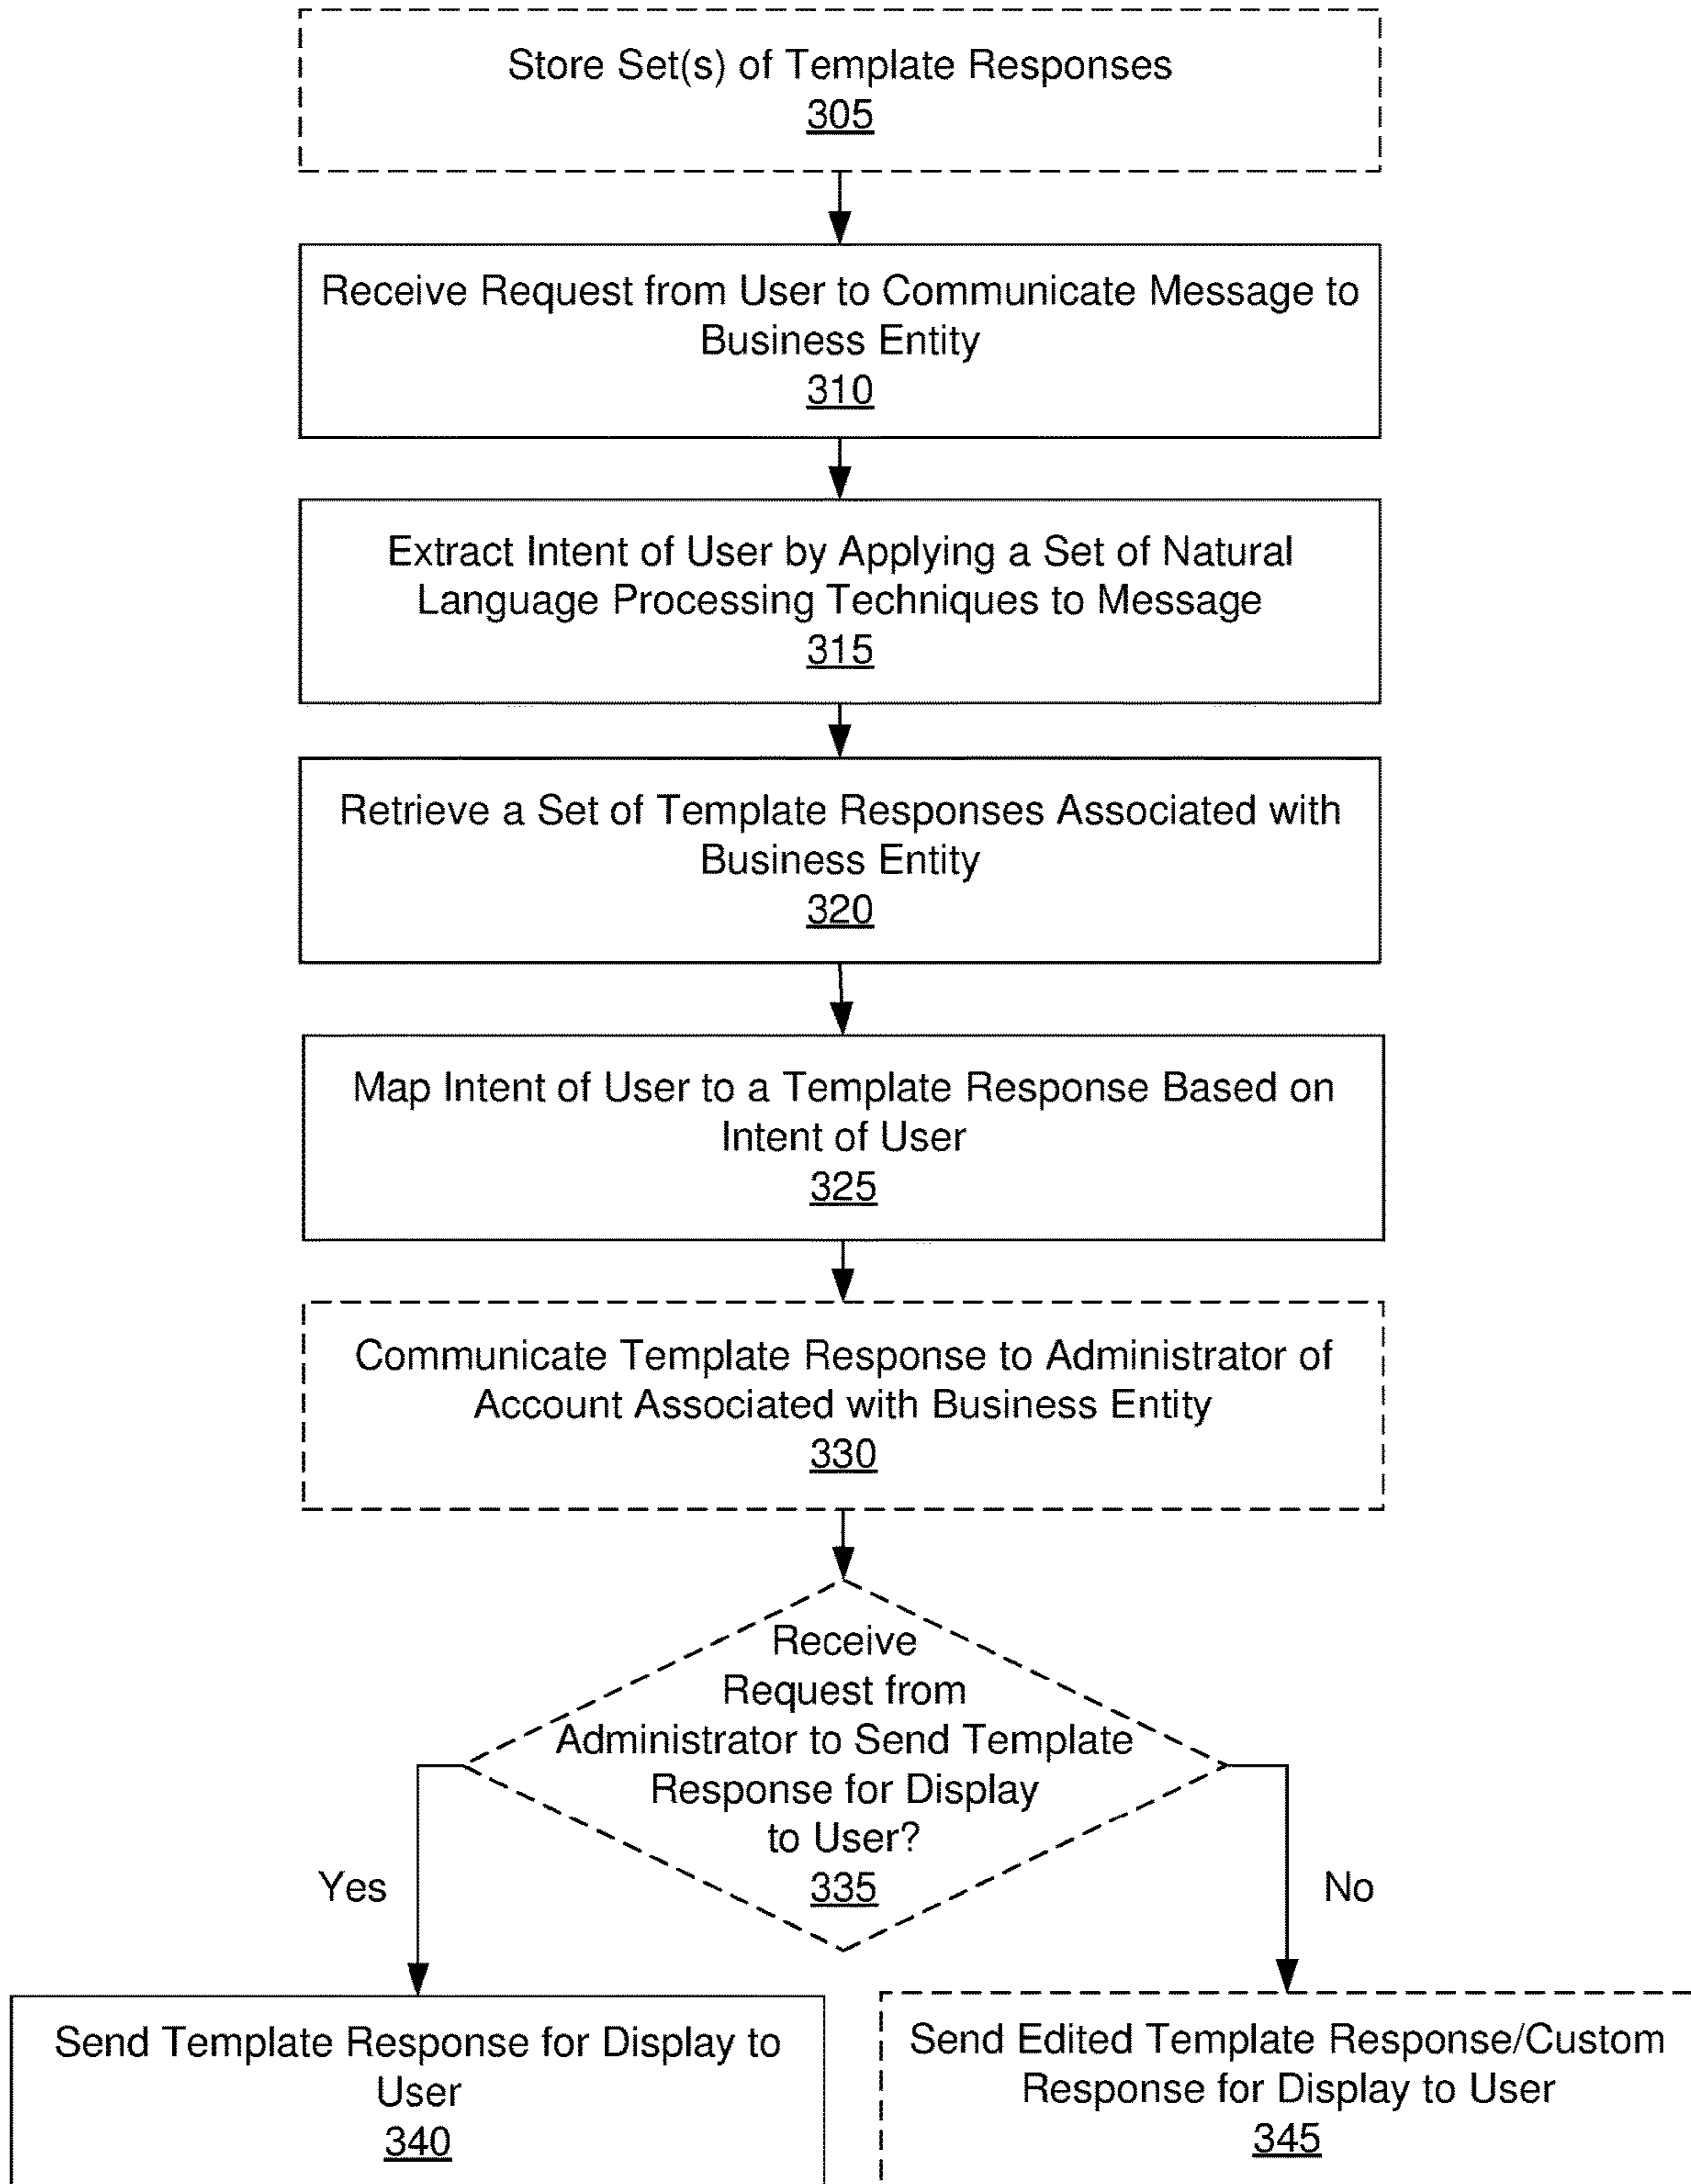 Store Set(s) of Template Responses
305
Receive Request from User to Communicate Message to
Business Entity
310
Extract Intent of User by Applying a Set of Natural
Language Processing Techniques to Message
315
Retrieve a Set of Template Responses Associated with
Business Entity
320
Map Intent of User to a Template Response Based on
Intent of User
325
Communicate Template Response to Administrator of
Account Associated with Business Entity
330
Receive
Request from
Administrator to Send Template
Response for Display
to User?
335
Yes
No
Send Template Response for Display to
User
340
Send Edited Template Response/Custom
Response for Display to User
345